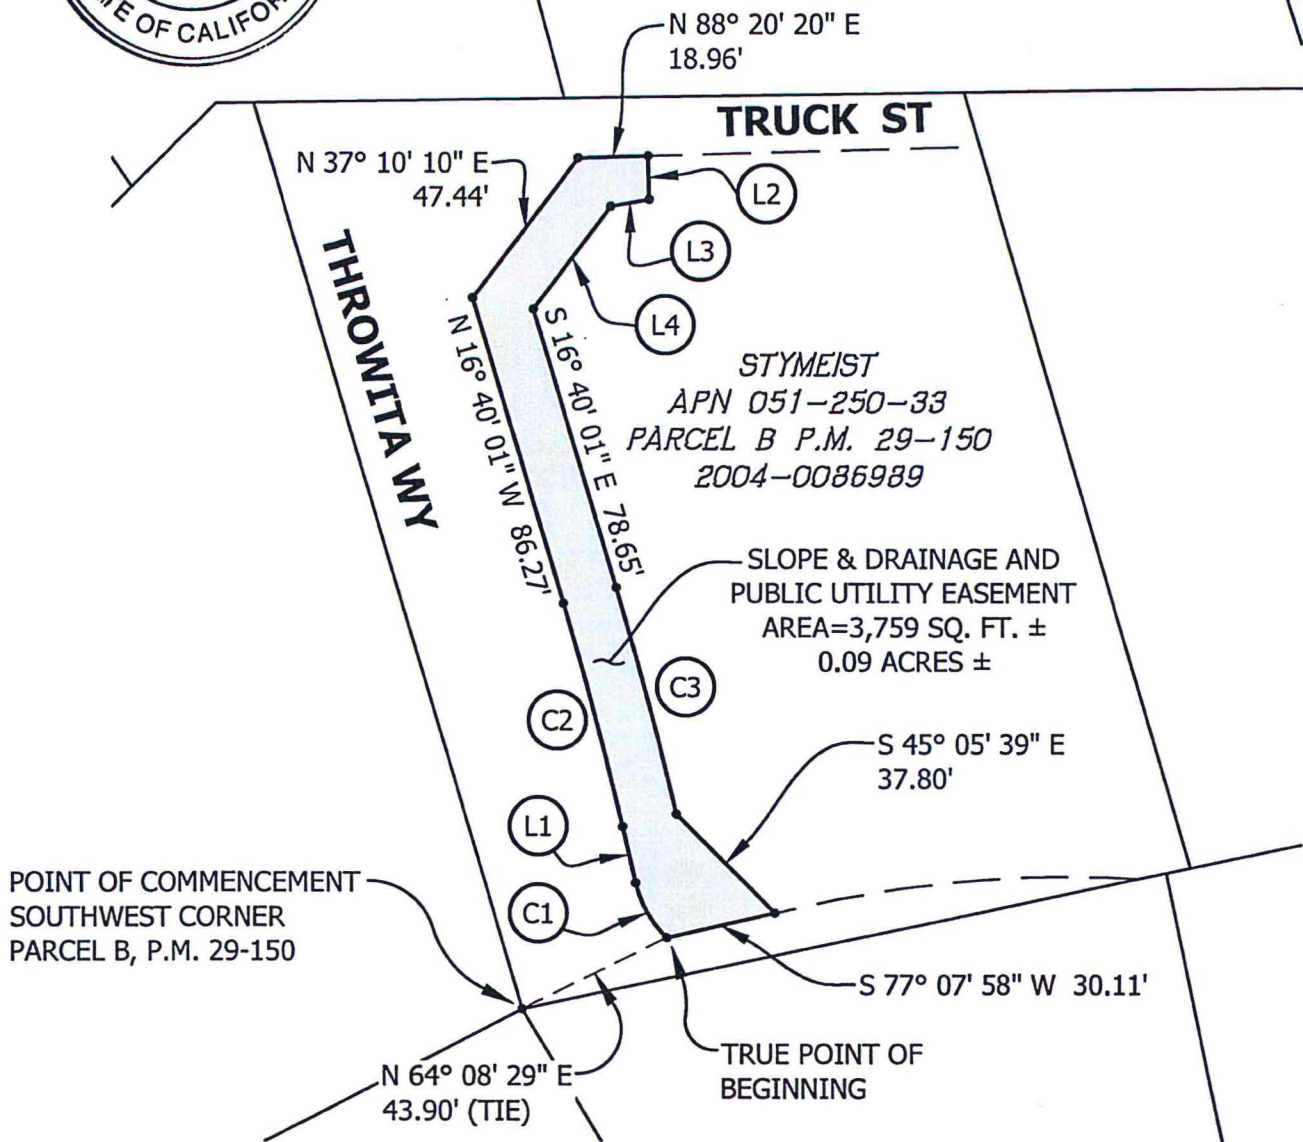 OF CALIFOR
N 88° 20' 20" E
18.96'
TRUCK ST
N 37° 10' 10" E
47.44'
L2
L3
L4
THROWITA WY
N 16° 40' 01" W 86.27'
S 16° 40' 01" E 78.65'
STYMEIST
APN 051-250-33
PARCEL B P.M. 29-150
2004-0086989
SLOPE & DRAINAGE AND
PUBLIC UTILITY EASEMENT
AREA=3,759 SQ. FT. ±
0.09 ACRES ±
C3
C2
S 45° 05' 39" E
37.80'
L1
C1
POINT OF COMMENCEMENT
SOUTHWEST CORNER
PARCEL B, P.M. 29-150
S 77° 07' 58" W 30.11'
TRUE POINT OF
BEGINNING
N 64° 08' 29" E
43.90' (TIE)